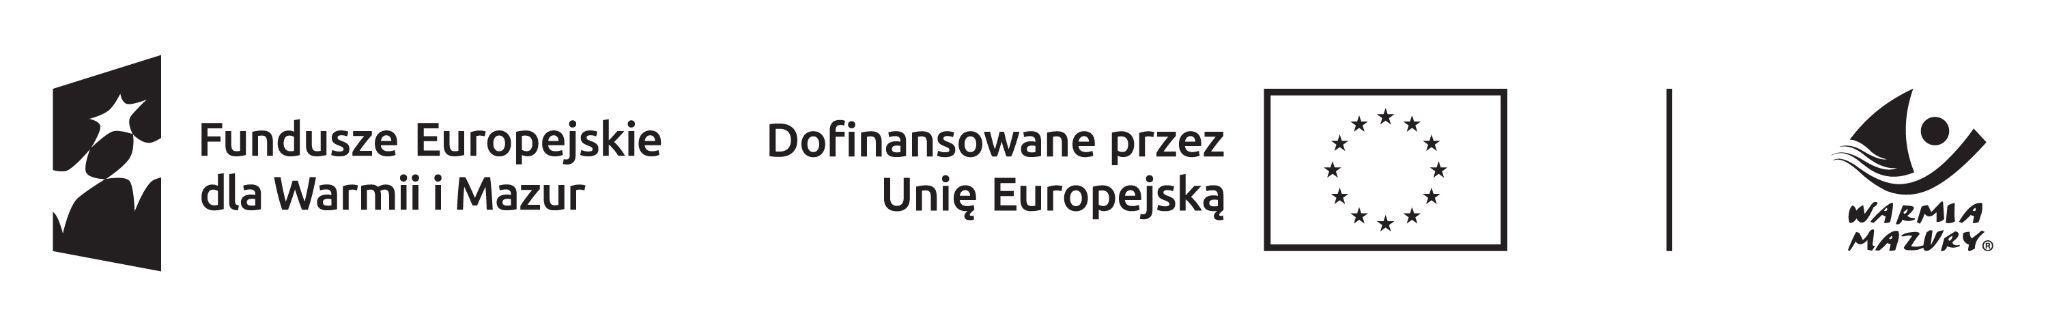 Fundusze Europejskie
dla Warmii i Mazur
Dofinansowane przez
Unię Europejską
WARMIA
MAZURY®